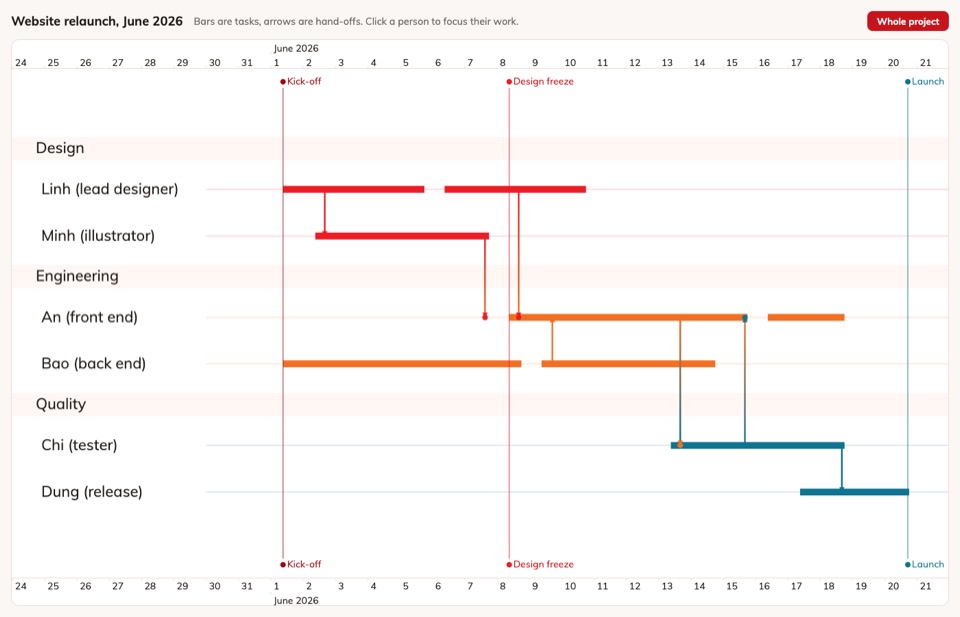 Website relaunch, June 2026 Bars are tasks, arrows are hand-offs. Click a person to focus their work. Whole project
June 2026
24 25 26 27 28 29 30 31 1 2 3 4 5 6 7 8 9 10 11 12 13 14 15 16 17 18 19 20 21
Kick-off Design freeze Launch
Design
Linh (lead designer)
Minh (illustrator)
Engineering
An (front end)
Bao (back end)
Quality
Chi (tester)
Dung (release)
Kick-off Design freeze Launch
24 25 26 27 28 29 30 31 1 2 3 4 5 6 7 8 9 10 11 12 13 14 15 16 17 18 19 20 21
June 2026